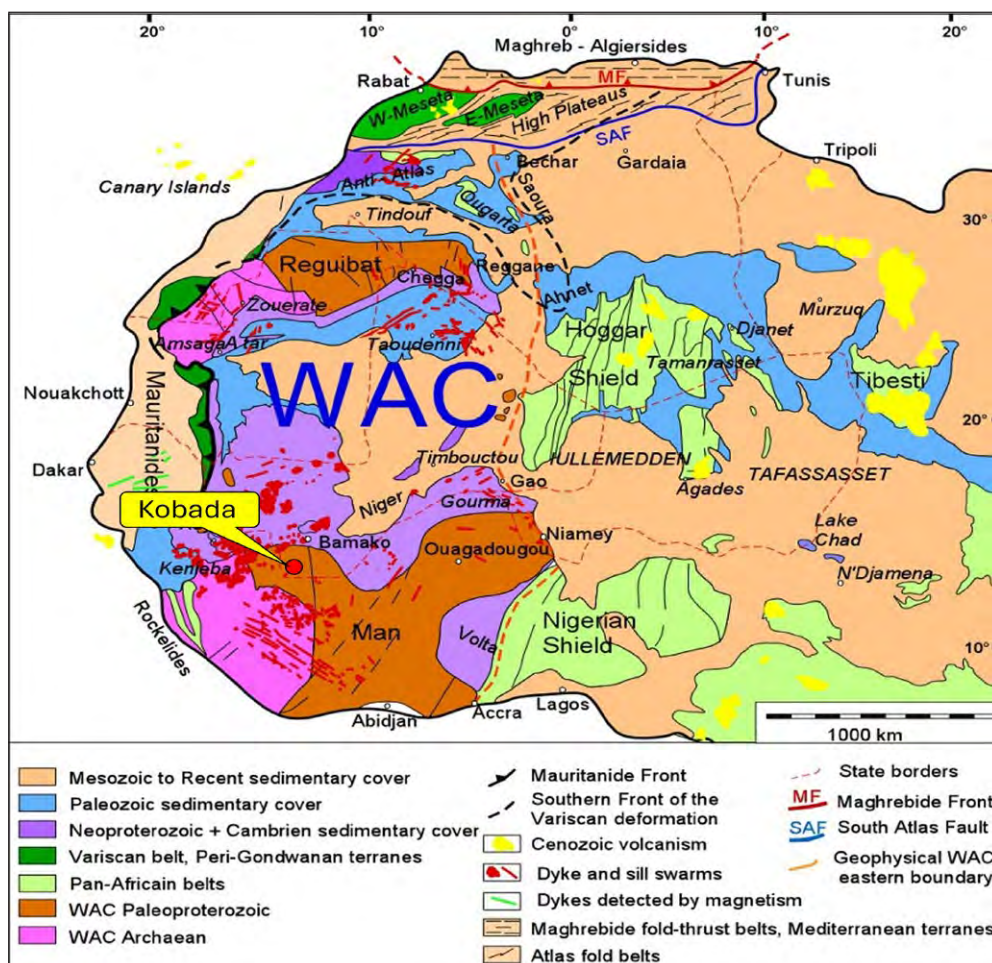 20°
10°
0°
10°
20°
Maghreb - Algiersides
Rabat
MF
Tunis
W-Meseta
E-Meseta
High Plateaus
SAF
Tripoli
Bechar
Gardaia
Canary Islands
Anti - Atlas
Saoura
Ougarta
Tindouf
30°
Reguibat
Chegga
Reggane
Zouerate
Ahnet
Murzuq
Hoggar
Djanet
Amsaga
Atar
Taoudenni
Shield
Tamanrasset
WAC
Tibesti
Nouakchott
Mauritanides
20°
Timbouctou
IULLEMEDDEN
TAFASSASSET
Dakar
Gao
Agades
Niger
Gourma
Kobada
Lake
Chad
Bamako
Niamey
Ouagadougou
Kenieba
N'Djamena
Man
Volta
Nigerian
Shield
Rockelides
10°
Abidjan
Accra
Lagos
1000 km
Mesozoic to Recent sedimentary cover
Paleozoic sedimentary cover
Neoproterozoic + Cambrien sedimentary cover
Variscan belt, Peri-Gondwanan terranes
Pan-Africain belts
WAC Paleoproterozoic
WAC Archaean
Mauritanide Front
Southern Front of the
Variscan deformation
Cenozoic volcanism
Dyke and sill swarms
Dykes detected by magnetism
Maghrebide fold-thrust belts, Mediterranean terranes
Atlas fold belts
State borders
MF Maghrebide Front
SAF South Atlas Fault
Geophysical WAC
eastern boundary